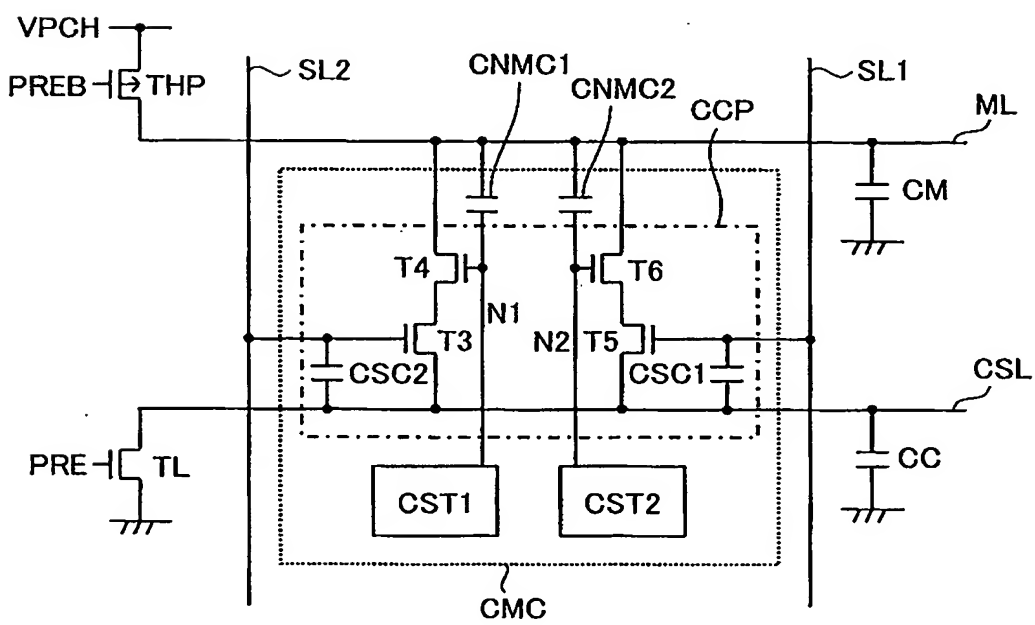 VPCH
PREB
THP
SL2
CNMC1
CNMC2
CCP
SL1
ML
CM
T4
T6
N1
N2
T3
T5
CSC2
CSC1
CSL
PRE
TL
CC
CST1
CST2
CMC